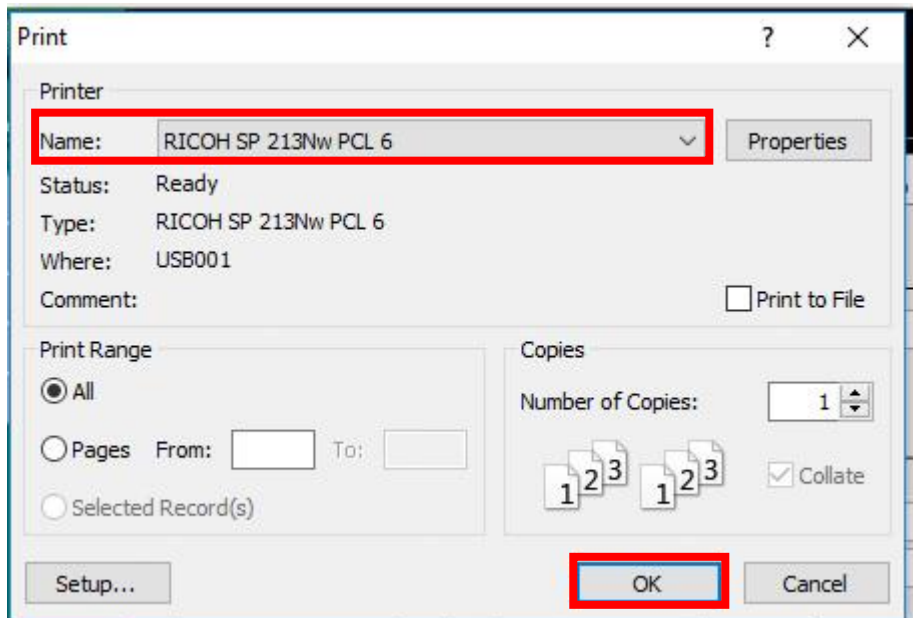 Print ?
Printer
Name: RICOH SP 213Nw PCL 6 Properties
Status: Ready
Type: RICOH SP 213Nw PCL 6
Where: USB001
Comment: Print to File
Print Range Copies
All Number of Copies: 1
Pages From: To:
1 2 3 1 2 3 Collate
Selected Record(s)
Setup... OK Cancel